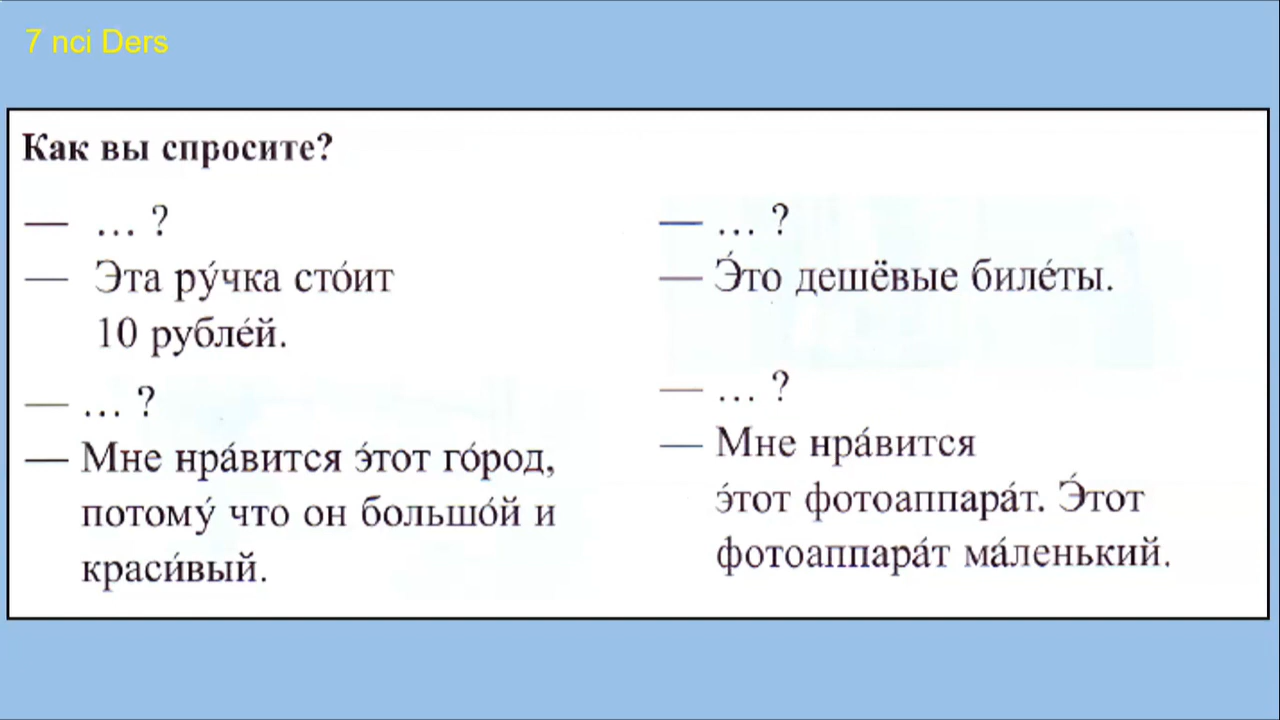 7 nci Ders
Как вы спросите?
— … ?
— Эта ру́чка сто́ит
10 рубле́й.
— … ?
— Мне нра́вится э́тот го́род,
потому́ что он большо́й и
краси́вый.
— … ?
— Э́то дешёвые биле́ты.
— … ?
— Мне нра́вится
э́тот фотоаппара́т. Э́тот
фотоаппара́т ма́ленький.